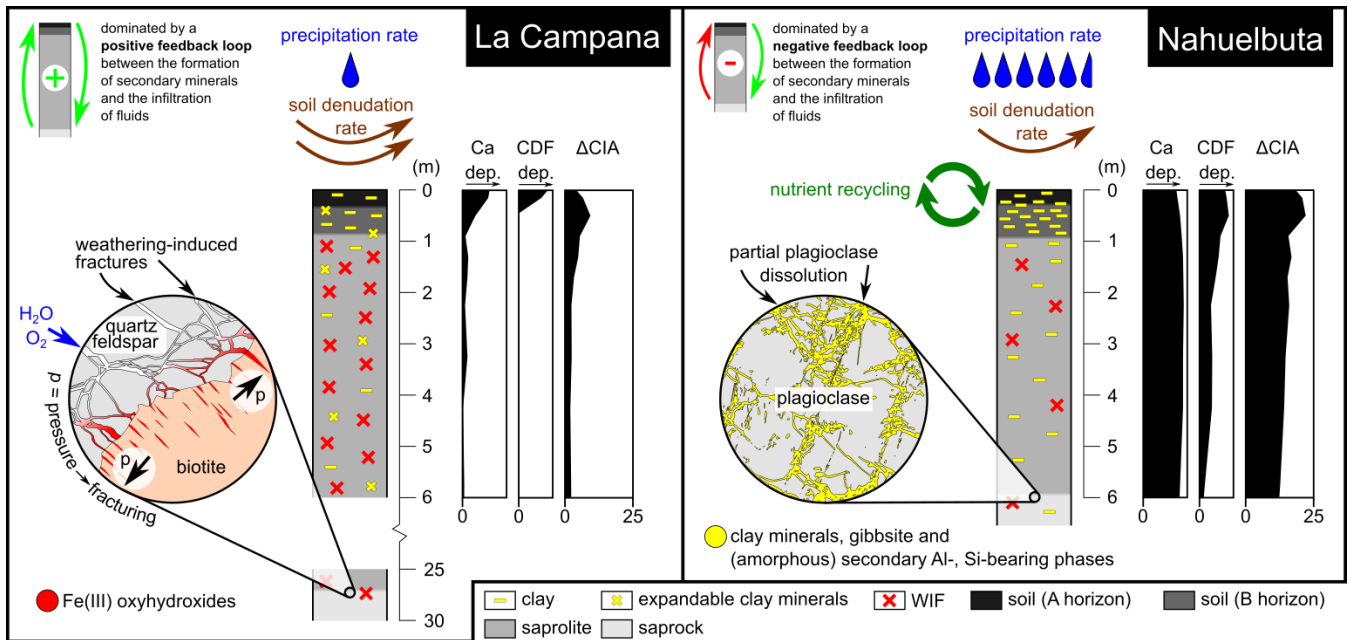 dominated by a
positive feedback loop
between the formation
of secondary minerals
and the infiltration
of fluids
+
precipitation rate
La Campana
soil denudation
rate
(m)
Ca
dep.
CDF
dep.
ΔCIA
0
1
2
3
4
5
6
25
30
0
0
0
25
weathering-induced
fractures
H2O
O2
quartz
feldspar
p
p
biotite
p = pressure → fracturing
Fe(III) oxyhydroxides
dominated by a
negative feedback loop
between the formation
of secondary minerals
and the infiltration
of fluids
-
precipitation rate
Nahuelbuta
soil denudation
rate
nutrient recycling
(m)
Ca
dep.
CDF
dep.
ΔCIA
0
1
2
3
4
5
6
0
0
0
25
partial plagioclase
dissolution
plagioclase
clay minerals, gibbsite and
(amorphous) secondary Al-, Si-bearing phases
clay
expandable clay minerals
WIF
soil (A horizon)
soil (B horizon)
saprolite
saprock